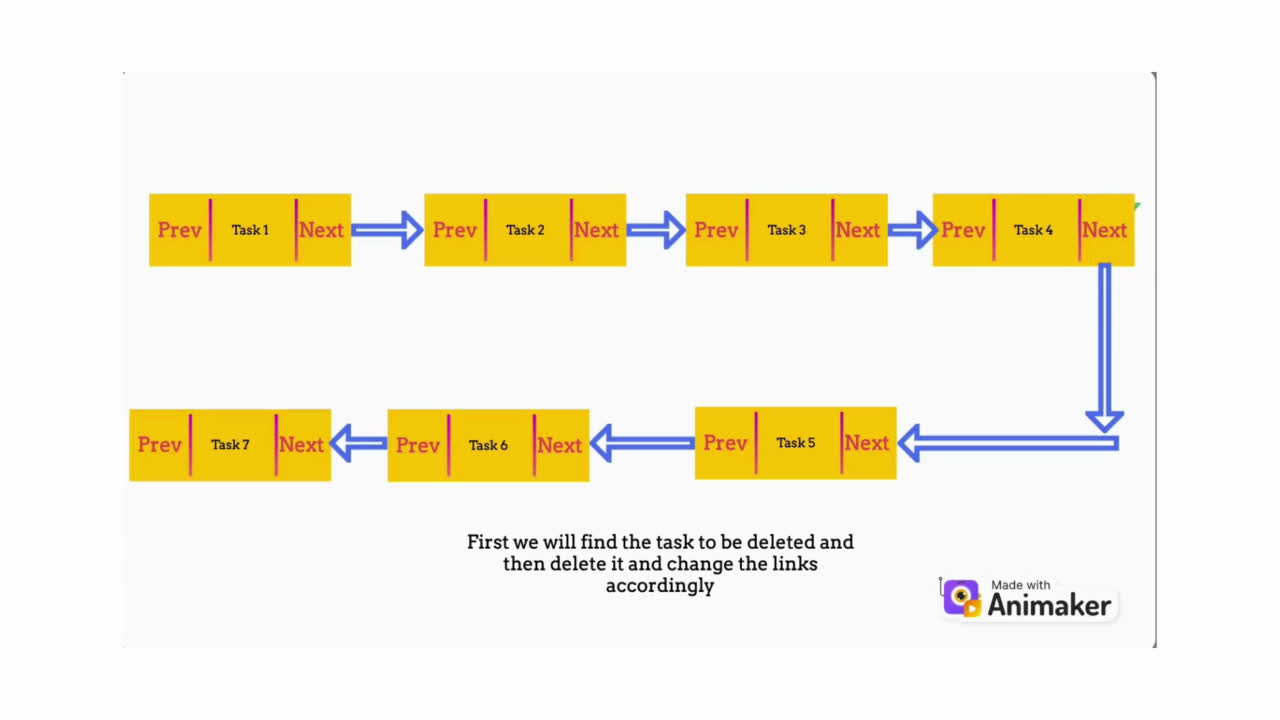 Prev Task 1 Next Prev Task 2 Next Prev Task 3 Next Prev Task 4 Next
Prev Task 7 Next Prev Task 6 Next Prev Task 5 Next
First we will find the task to be deleted and
then delete it and change the links
accordingly
Made with
Animaker